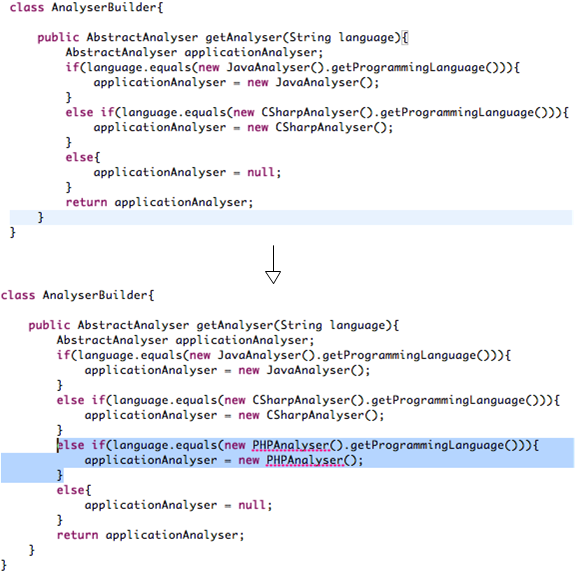 class AnalyserBuilder{
public AbstractAnalyser getAnalyser(String language){
AbstractAnalyser applicationAnalyser;
if(language.equals(new JavaAnalyser().getProgrammingLanguage())){
applicationAnalyser = new JavaAnalyser();
}
else if(language.equals(new CSharpAnalyser().getProgrammingLanguage())){
applicationAnalyser = new CSharpAnalyser();
}
else{
applicationAnalyser = null;
}
return applicationAnalyser;
}
}
class AnalyserBuilder{
public AbstractAnalyser getAnalyser(String language){
AbstractAnalyser applicationAnalyser;
if(language.equals(new JavaAnalyser().getProgrammingLanguage())){
applicationAnalyser = new JavaAnalyser();
}
else if(language.equals(new CSharpAnalyser().getProgrammingLanguage())){
applicationAnalyser = new CSharpAnalyser();
}
else if(language.equals(new PHPAnalyser().getProgrammingLanguage())){
applicationAnalyser = new PHPAnalyser();
}
else{
applicationAnalyser = null;
}
return applicationAnalyser;
}
}